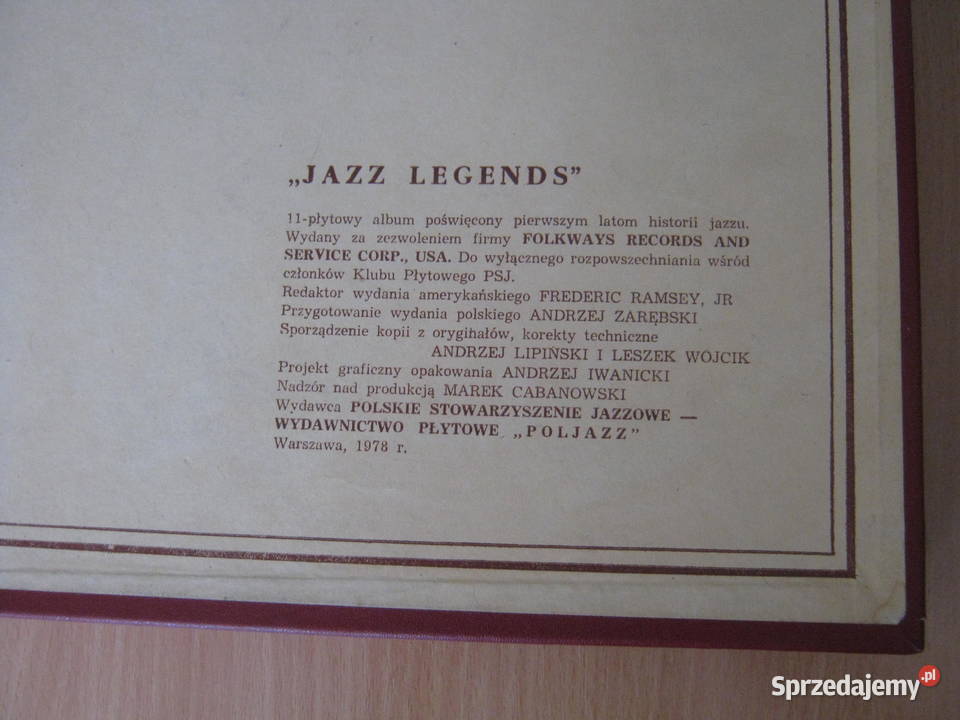 „JAZZ LEGENDS”
11-płytowy album poświęcony pierwszym latom historii jazzu.
Wydany za zezwoleniem firmy FOLKWAYS RECORDS AND
SERVICE CORP., USA. Do wyłącznego rozpowszechniania wśród
członków Klubu Płytowego PSJ.
Redaktor wydania amerykańskiego FREDERIC RAMSEY, JR
Przygotowanie wydania polskiego ANDRZEJ ZARĘBSKI
Sporządzenie kopii z oryginałów, korekty techniczne
ANDRZEJ LIPIŃSKI I LESZEK WÓJCIK
Projekt graficzny opakowania ANDRZEJ IWANICKI
Nadzór nad produkcją MAREK CABANOWSKI
Wydawca POLSKIE STOWARZYSZENIE JAZZOWE —
WYDAWNICTWO PŁYTOWE „POLJAZZ”
Warszawa, 1978 r.
Sprzedajemy.pl